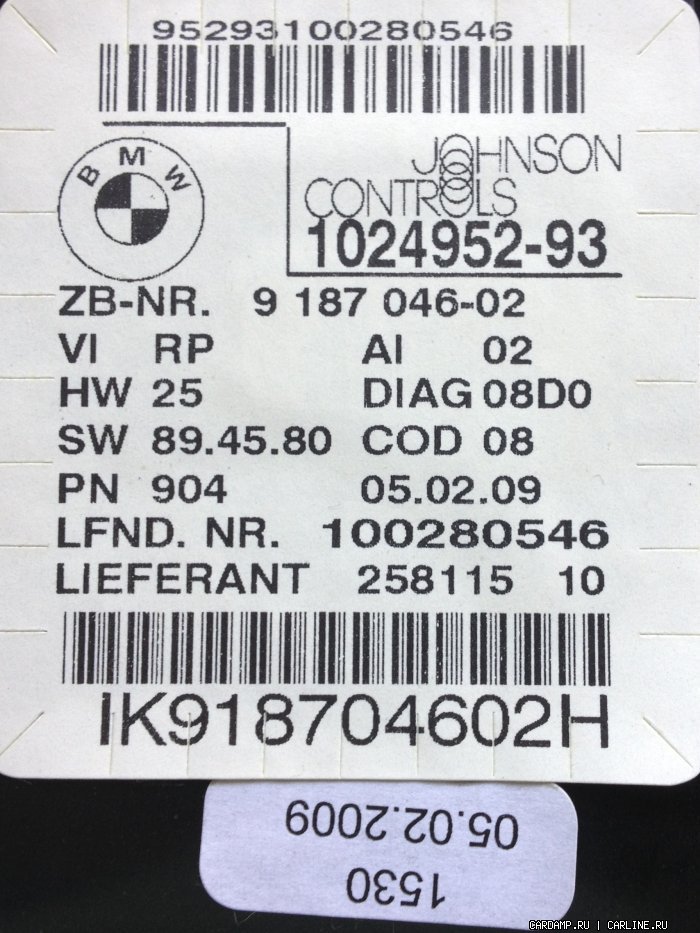 95293100280546
BMW
JOHNSON
CONTROLS
1024952-93
ZB-NR. 9 187 046-02
VI RP AI 02
HW 25 DIAG 08D0
SW 89.45.80 COD 08
PN 904 05.02.09
LFND. NR. 100280546
LIEFERANT 258115 10
IK918704602H
1530
05.02.2009
CARDAMP.RU | CARLINE.RU